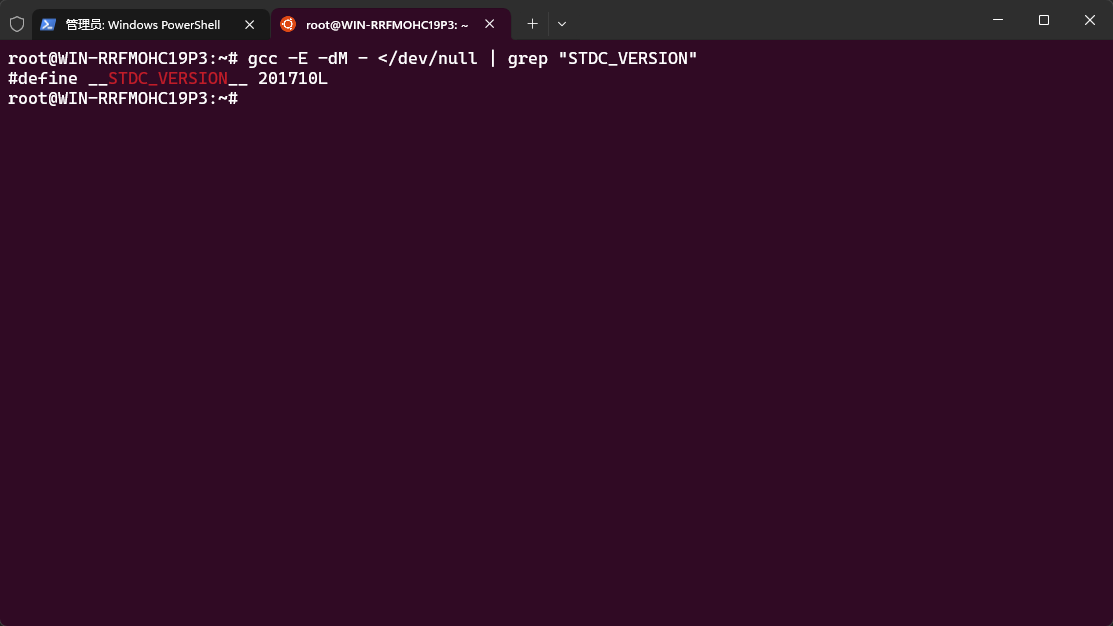 管理员: Windows PowerShell
root@WIN-RRFMOHC19P3: ~
root@WIN-RRFMOHC19P3:~# gcc -E -dM - </dev/null | grep "STDC_VERSION"
#define __STDC_VERSION__ 201710L
root@WIN-RRFMOHC19P3:~#